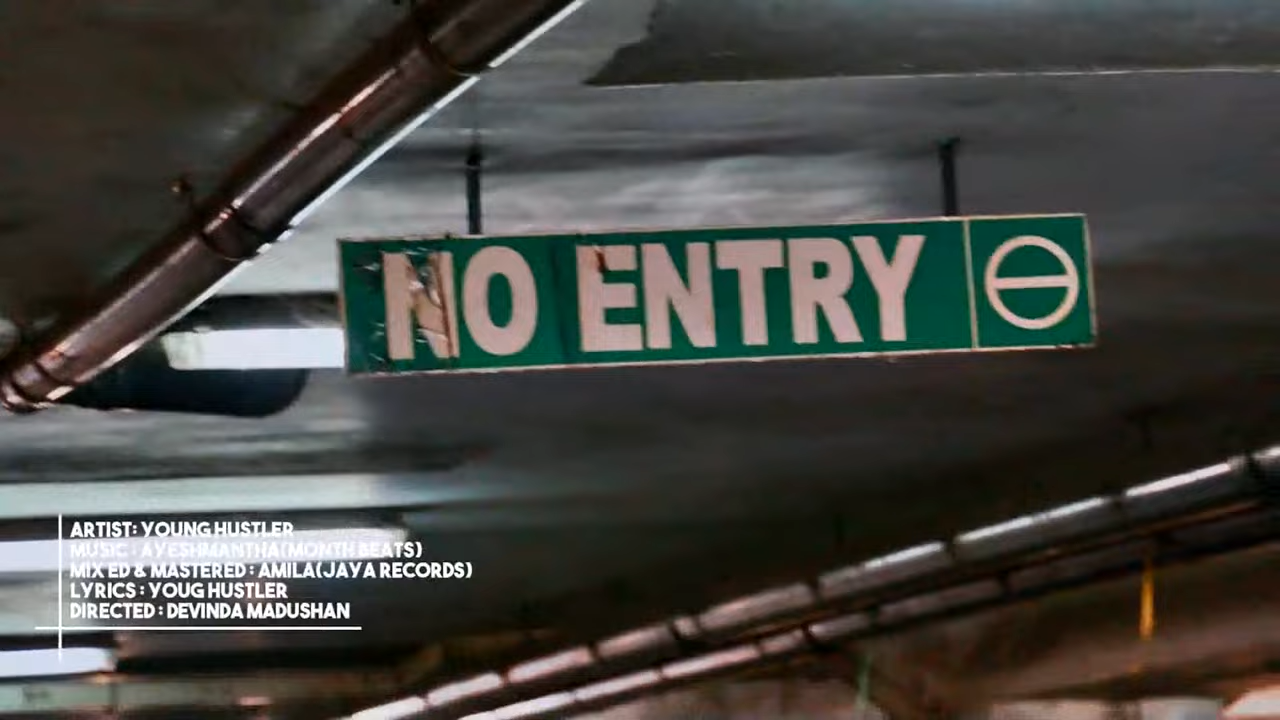 NO ENTRY
ARTIST: YOUNG HUSTLER
MUSIC : AYESHMANTHA(MONTH BEATS)
MIX ED & MASTERED : AMILA(JAYA RECORDS)
LYRICS : YOUG HUSTLER
DIRECTED : DEVINDA MADUSHAN